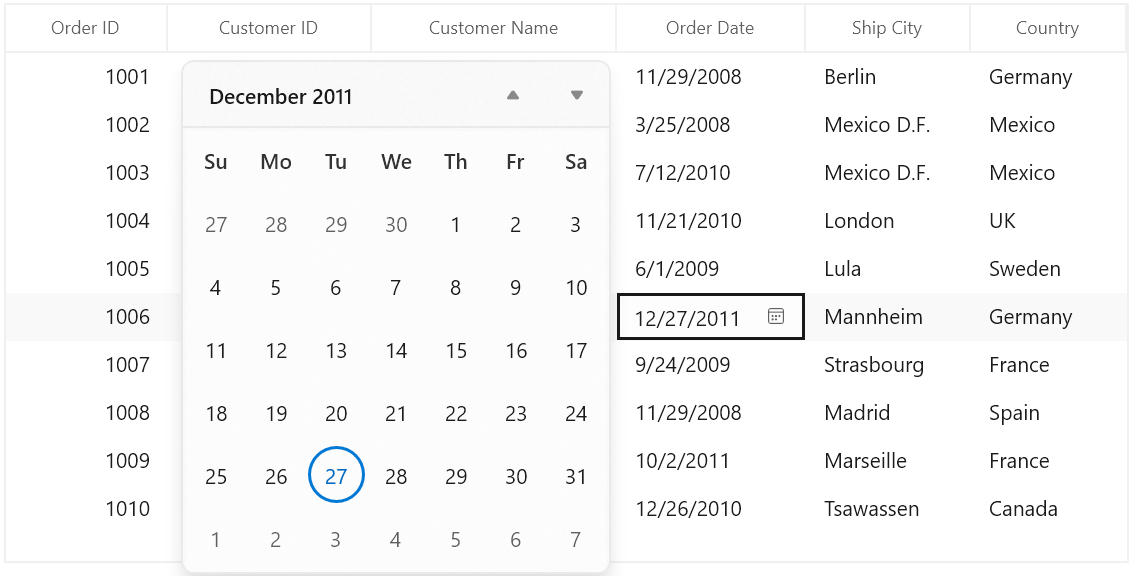 Order ID Customer ID Customer Name Order Date Ship City Country
1001 11/29/2008 Berlin Germany
December 2011
1002 3/25/2008 Mexico D.F. Mexico
Su Mo Tu We Th Fr Sa
1003 7/12/2010 Mexico D.F. Mexico
27 28 29 30 1 2 3
1004 11/21/2010 London UK
1005 6/1/2009 Lula Sweden
4 5 6 7 8 9 10
1006 12/27/2011 Mannheim Germany
11 12 13 14 15 16 17
1007 9/24/2009 Strasbourg France
1008 11/29/2008 Madrid Spain
18 19 20 21 22 23 24
1009 10/2/2011 Marseille France
25 26 27 28 29 30 31
1010 12/26/2010 Tsawassen Canada
1 2 3 4 5 6 7